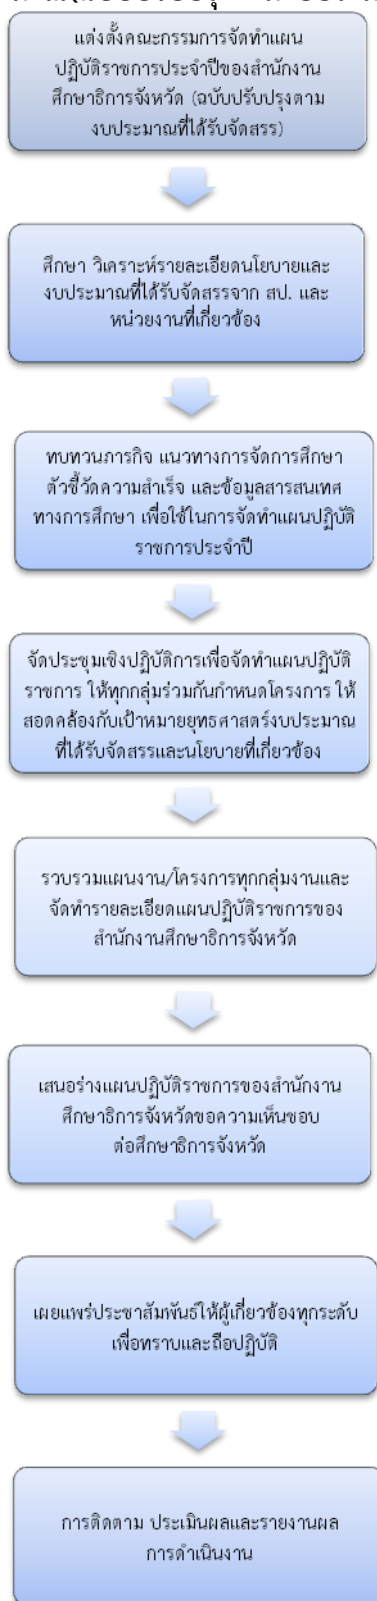 แต่งตั้งคณะกรรมการจัดทำแผน
ปฏิบัติราชการประจำปีของสำนักงาน
ศึกษาธิการจังหวัด (ฉบับปรับปรุงตาม
งบประมาณที่ได้รับจัดสรร)
ศึกษา วิเคราะห์รายละเอียดนโยบายและ
งบประมาณที่ได้รับจัดสรรจาก สป. และ
หน่วยงานที่เกี่ยวข้อง
ทบทวนภารกิจ แนวทางการจัดการศึกษา
ตัวชี้วัดความสำเร็จ และข้อมูลสารสนเทศ
ทางการศึกษา เพื่อใช้ในการจัดทำแผนปฏิบัติ
ราชการประจำปี
จัดประชุมเชิงปฏิบัติการเพื่อจัดทำแผนปฏิบัติ
ราชการ ให้ทุกกลุ่มร่วมกันกำหนดโครงการ ให้
สอดคล้องกับเป้าหมายยุทธศาสตร์งบประมาณ
ที่ได้รับจัดสรรและนโยบายที่เกี่ยวข้อง
รวบรวมแผนงาน/โครงการทุกกลุ่มงานและ
จัดทำรายละเอียดแผนปฏิบัติราชการของ
สำนักงานศึกษาธิการจังหวัด
เสนอร่างแผนปฏิบัติราชการของสำนักงาน
ศึกษาธิการจังหวัดขอความเห็นชอบ
ต่อศึกษาธิการจังหวัด
เผยแพร่ประชาสัมพันธ์ให้ผู้เกี่ยวข้องทุกระดับ
เพื่อทราบและถือปฏิบัติ
การติดตาม ประเมินผลและรายงานผล
การดำเนินงาน